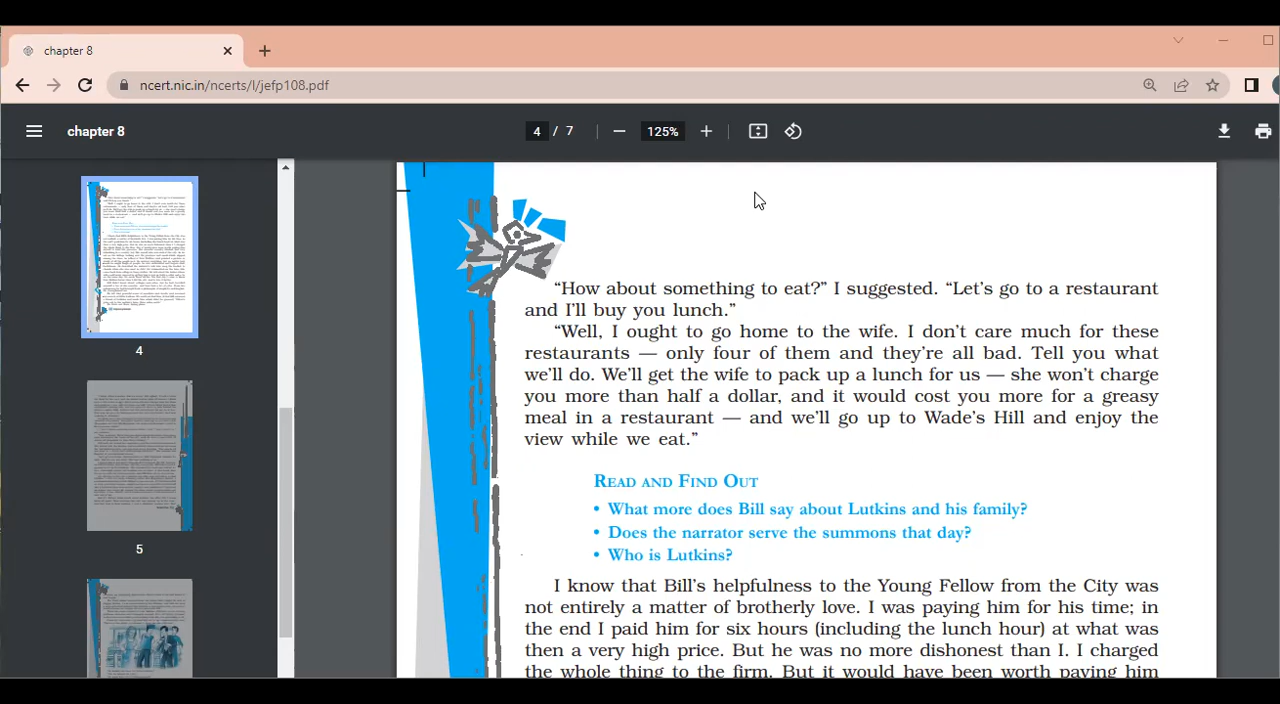 chapter 8
ncert.nic.in/ncerts/l/jefp108.pdf
chapter 8
4 / 7
125%
"How about something to eat?" I suggested. "Let's go to a restaurant
and I'll buy you lunch."
"Well, I ought to go home to the wife. I don't care much for these
restaurants — only four of them and they're all bad. Tell you what
we'll do. We'll get the wife to pack up a lunch for us — she won't charge
you more than half a dollar, and it would cost you more for a greasy
meal in a restaurant — and we'll go up to Wade's Hill and enjoy the
view while we eat."
READ AND FIND OUT
• What more does Bill say about Lutkins and his family?
• Does the narrator serve the summons that day?
• Who is Lutkins?
I know that Bill's helpfulness to the Young Fellow from the City was
not entirely a matter of brotherly love. I was paying him for his time; in
the end I paid him for six hours (including the lunch hour) at what was
then a very high price. But he was no more dishonest than I. I charged
the whole thing to the firm. But it would have been worth paying him
4
5